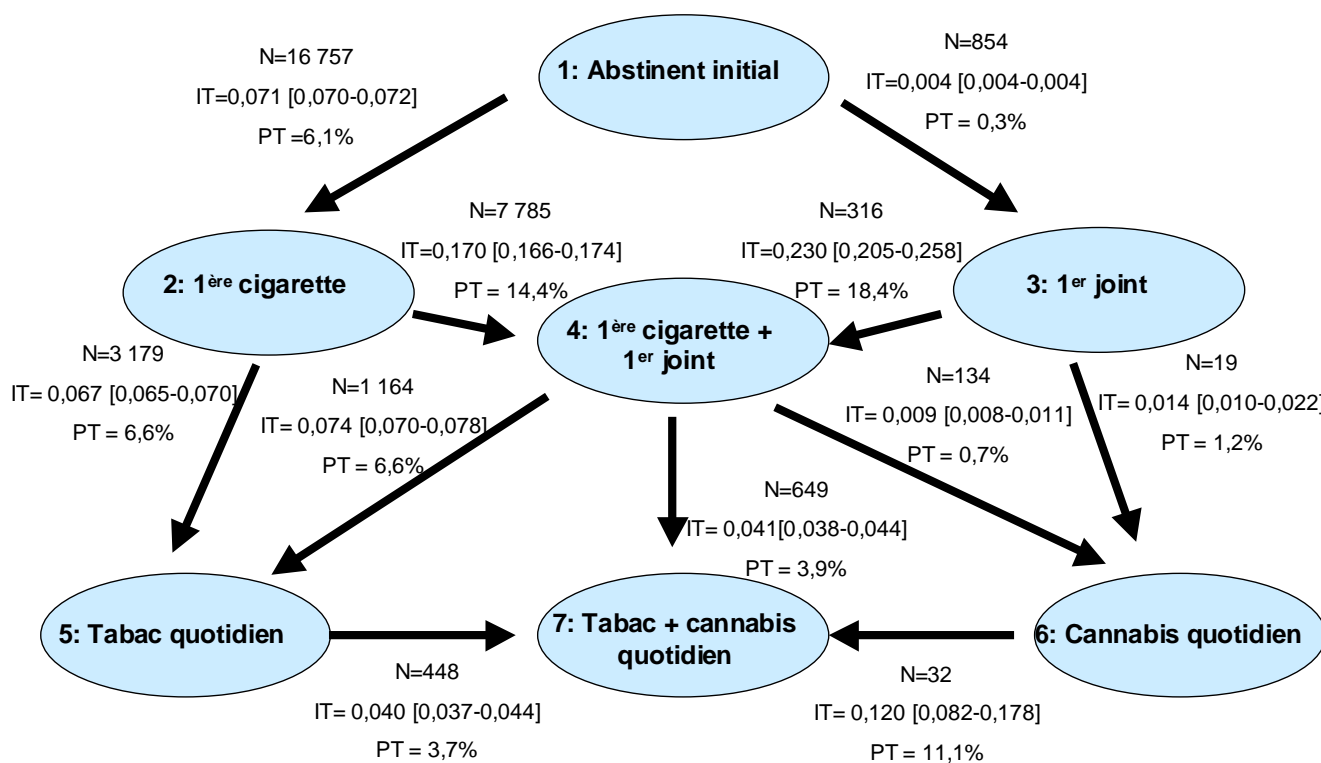 1: Abstinent initial
N=16 757
IT=0,071 [0,070-0,072]
PT =6,1%
N=854
IT=0,004 [0,004-0,004]
PT = 0,3%
2: 1ère cigarette
N=7 785
IT=0,170 [0,166-0,174]
PT = 14,4%
N=316
IT=0,230 [0,205-0,258]
PT = 18,4%
3: 1er joint
4: 1ère cigarette +
1er joint
N=3 179
IT= 0,067 [0,065-0,070]
PT = 6,6%
N=1 164
IT= 0,074 [0,070-0,078]
PT = 6,6%
N=134
IT= 0,009 [0,008-0,011]
PT = 0,7%
N=19
IT= 0,014 [0,010-0,022]
PT = 1,2%
N=649
IT= 0,041[0,038-0,044]
PT = 3,9%
5: Tabac quotidien
7: Tabac + cannabis
quotidien
6: Cannabis quotidien
N=448
IT= 0,040 [0,037-0,044]
PT = 3,7%
N=32
IT= 0,120 [0,082-0,178]
PT = 11,1%